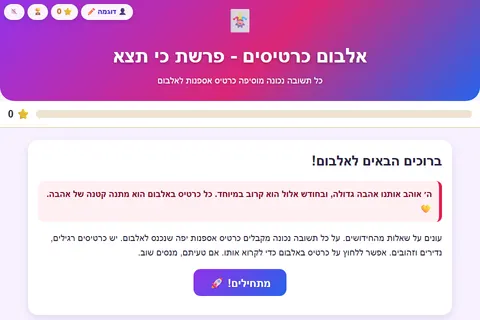 דוגמה
0
אלבום כרטיסים - פרשת כי תצא
כל תשובה נכונה מוסיפה כרטיס אספנות לאלבום
0
ברוכים הבאים לאלבום!
ה׳ אוהב אותנו אהבה גדולה, ובחודש אלול הוא קרוב במיוחד. כל כרטיס באלבום הוא מתנה קטנה של אהבה.
עונים על שאלות מהחידושים. על כל תשובה נכונה מקבלים כרטיס אספנות יפה שנכנס לאלבום. יש כרטיסים רגילים,
נדירים וזהובים. אפשר ללחוץ על כרטיס באלבום כדי לקרוא אותו. אם טעיתם, מנסים שוב.
מתחילים!